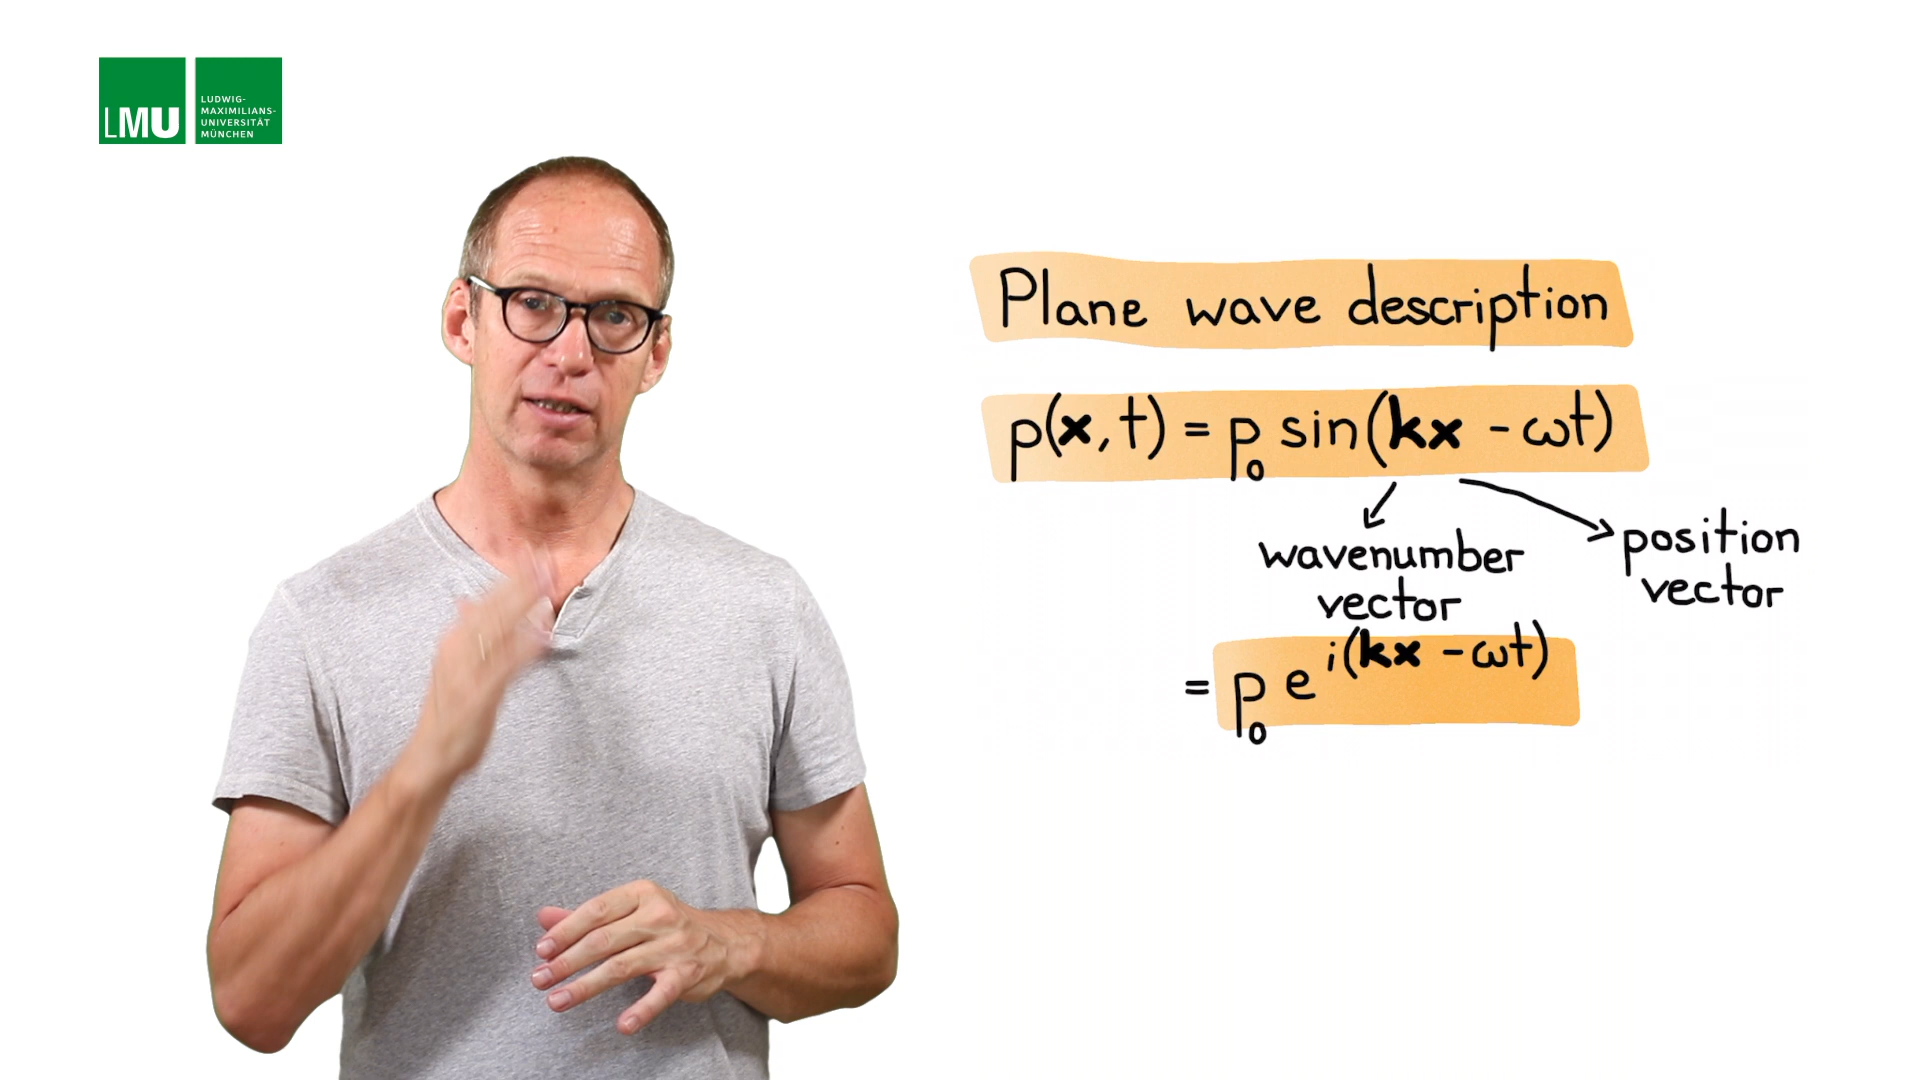 LMU
LUDWIG-
MAXIMILIANS-
UNIVERSITÄT
MÜNCHEN
Plane wave description
p(x,t) = p₀ sin(kx - ωt)
wavenumber
vector
position
vector
= p₀ e^i(kx - ωt)